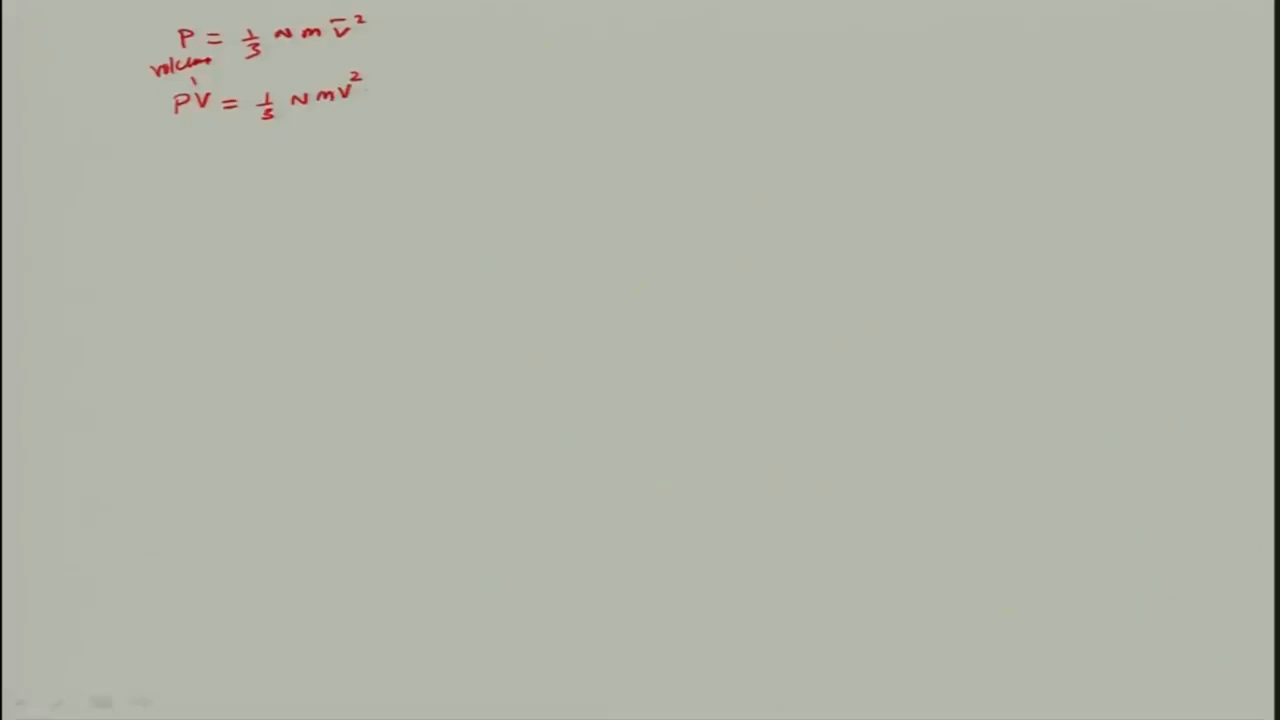 P = 1/3 N m v̄²
volume
PV = 1/3 N m v²